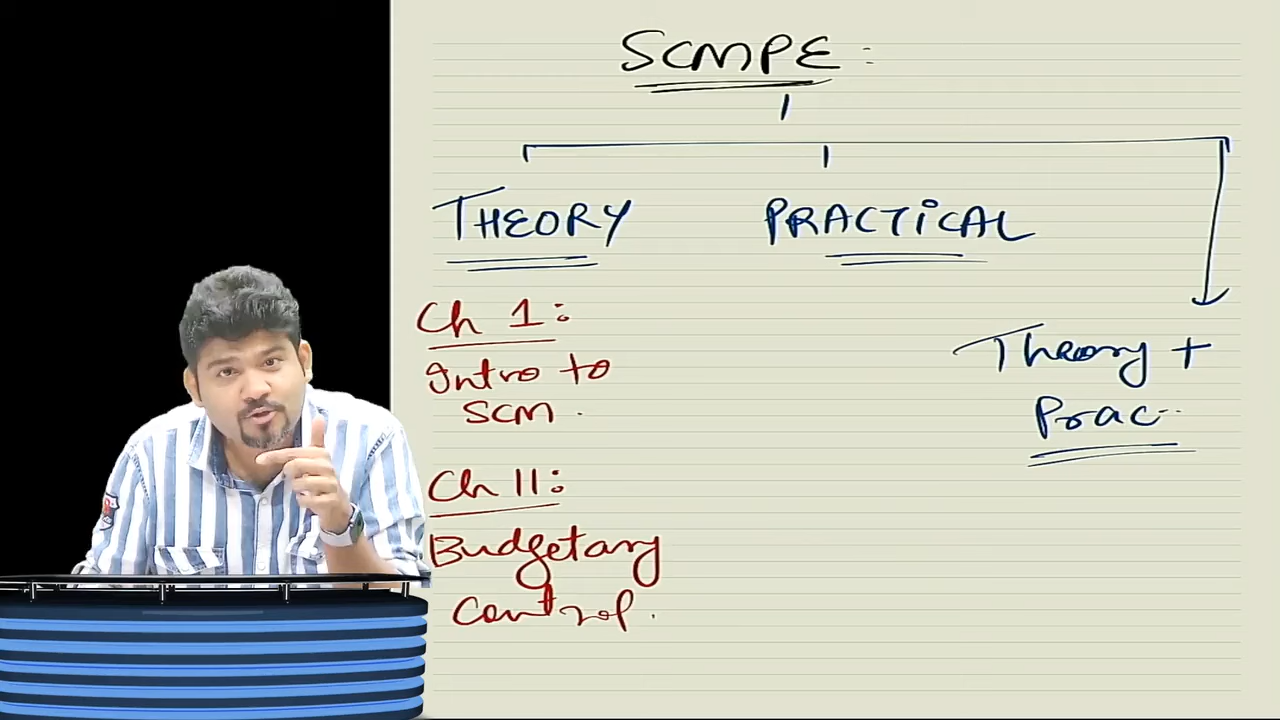 SCMPE :
THEORY PRACTICAL
Ch 1:
Intro to
SCM .
Theory +
Prac..
Ch 11:
Budgetary
Control .